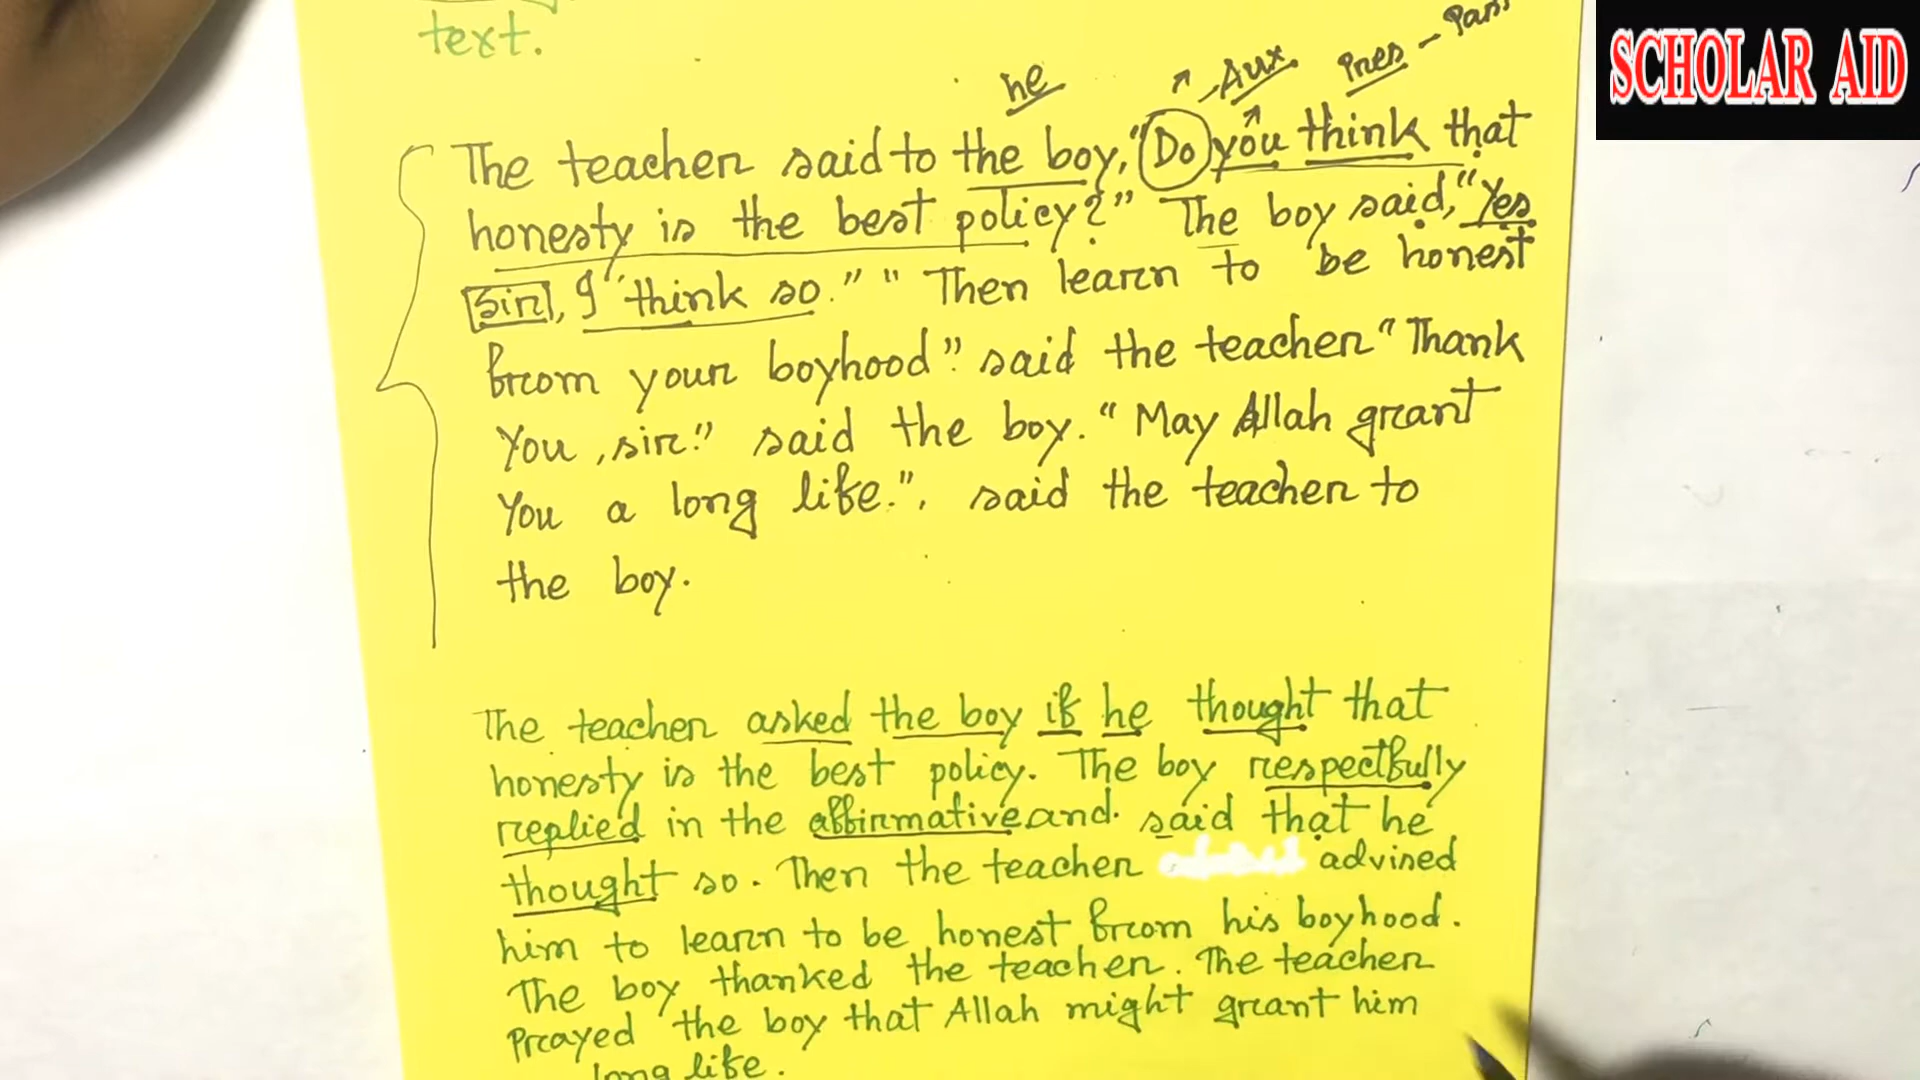 text.
SCHOLAR AID
he
Aux
Pres -
The teacher said to the boy, "Do you think that
honesty is the best policy?" The boy said, "Yes
Sir, I think so." "Then learn to be honest
from your boyhood" said the teacher "Thank
You, sir." said the boy. "May Allah grant
You a long life.", said the teacher to
the boy.
The teacher asked the boy if he thought that
honesty is the best policy. The boy respectfully
replied in the affirmative and said that he
thought so. Then the teacher advised
him to learn to be honest from his boyhood.
The boy thanked the teacher. The teacher
Prayed the boy that Allah might grant him
long life.